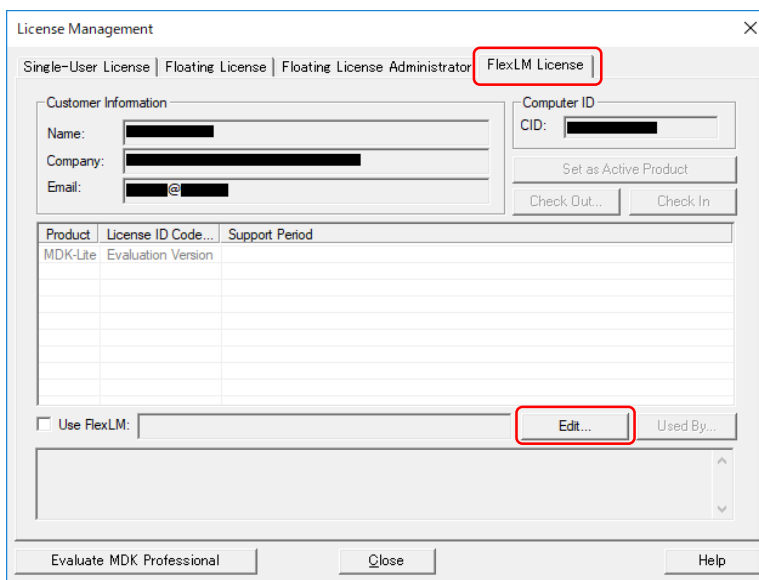 License Management
Single-User License | Floating License | Floating License Administrator FlexLM License
Customer Information
Name:
Company:
Email: @
Computer ID
CID:
Set as Active Product
Check Out... Check In
Product License ID Code... Support Period
MDK-Lite Evaluation Version
Use FlexLM: Edit... Used By...
Evaluate MDK Professional Close Help